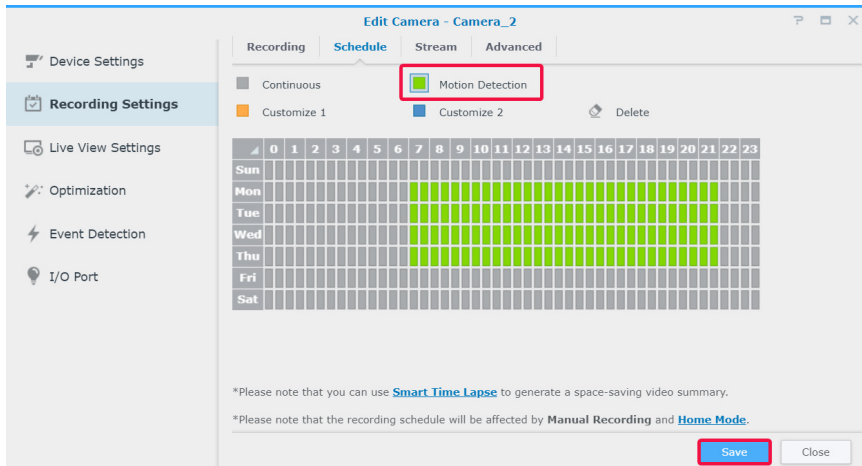 Edit Camera - Camera_2
Device Settings
Recording Settings
Live View Settings
Optimization
Event Detection
I/O Port
Recording Schedule Stream Advanced
Continuous Motion Detection
Customize 1 Customize 2 Delete
0 1 2 3 4 5 6 7 8 9 10 11 12 13 14 15 16 17 18 19 20 21 22 23
Sun
Mon
Tue
Wed
Thu
Fri
Sat
*Please note that you can use Smart Time Lapse to generate a space-saving video summary.
*Please note that the recording schedule will be affected by Manual Recording and Home Mode.
Save Close